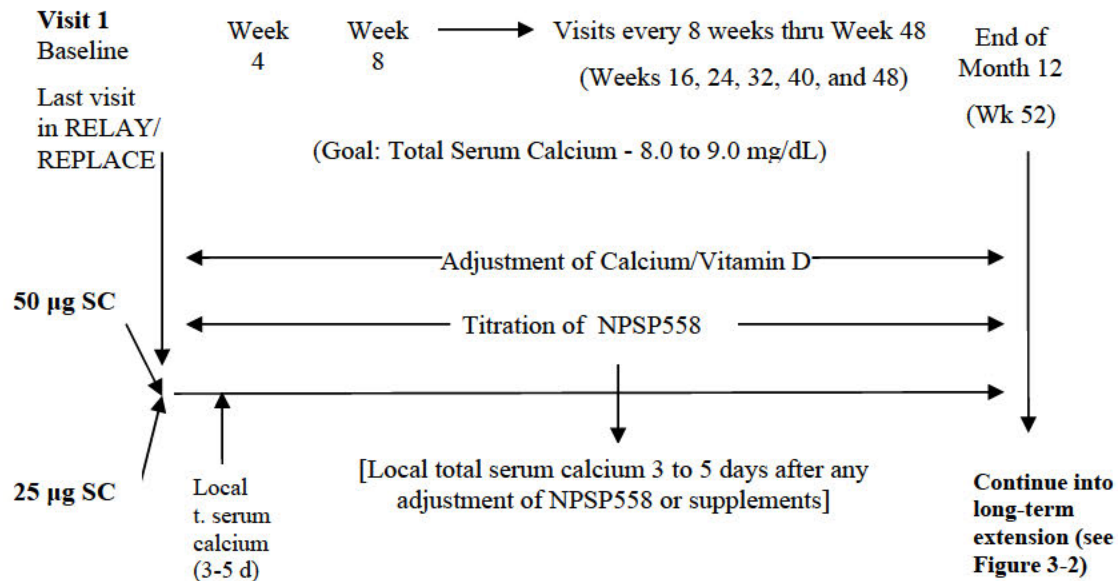 Visit 1
Baseline
Last visit
in RELAY/
REPLACE
Week
4
Week
8
Visits every 8 weeks thru Week 48
(Weeks 16, 24, 32, 40, and 48)
End of
Month 12
(Wk 52)
(Goal: Total Serum Calcium - 8.0 to 9.0 mg/dL)
Adjustment of Calcium/Vitamin D
50 µg SC
Titration of NPSP558
25 µg SC
Local
t. serum
calcium
(3-5 d)
[Local total serum calcium 3 to 5 days after any
adjustment of NPSP558 or supplements]
Continue into
long-term
extension (see
Figure 3-2)